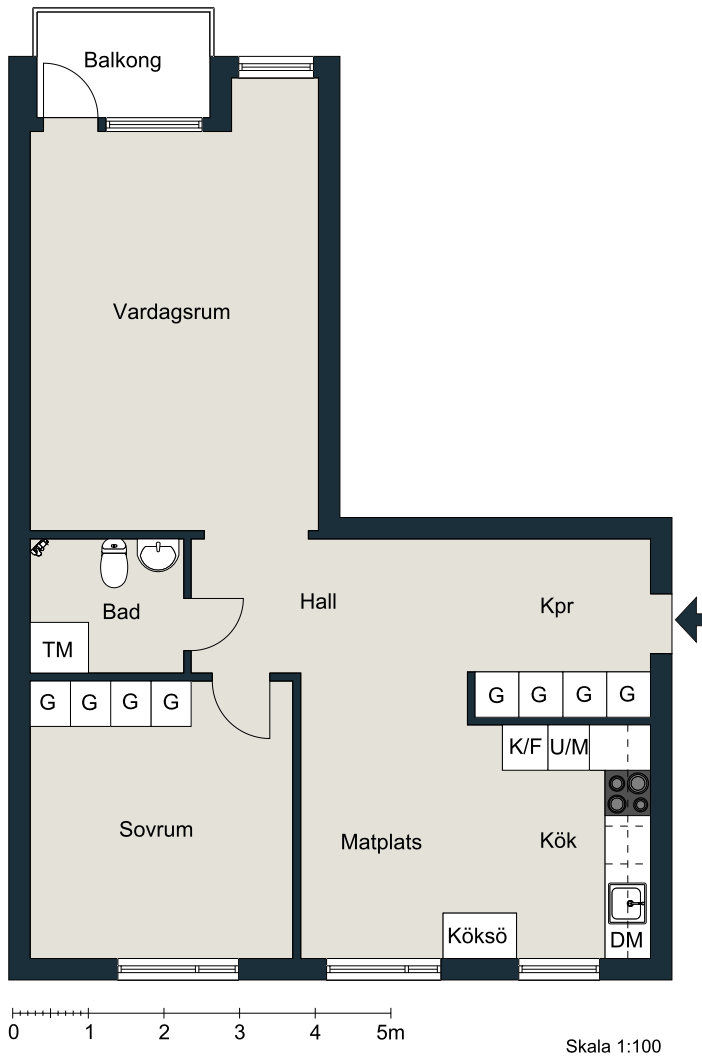 Balkong
Vardagsrum
Hall
Kpr
Bad
TM
G G G G
G G G G
K/F U/M
Sovrum
Matplats
Kök
Köksö
DM
0 1 2 3 4 5m
Skala 1:100